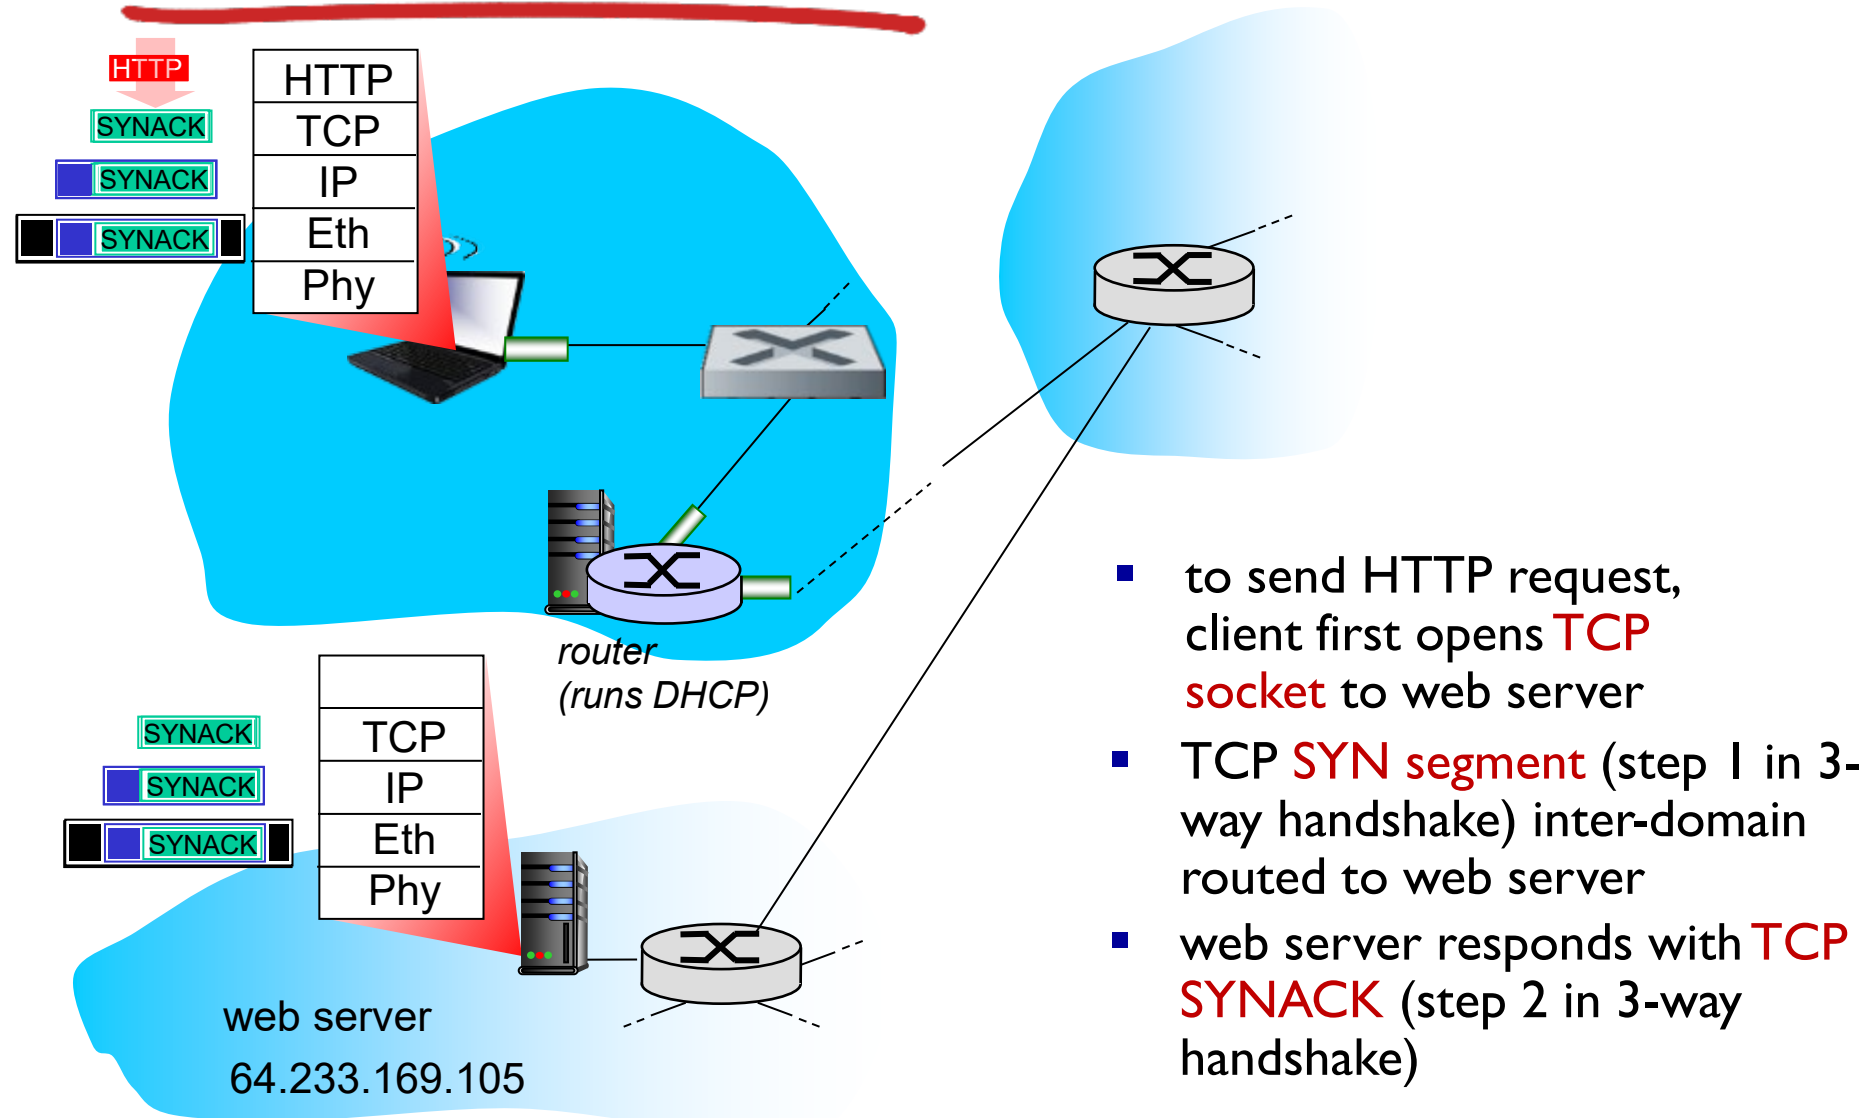 HTTP
SYNACK
SYNACK
SYNACK
HTTP
TCP
IP
Eth
Phy
router
(runs DHCP)
SYNACK
SYNACK
SYNACK
TCP
IP
Eth
Phy
web server
64.233.169.105
▪ to send HTTP request,
client first opens TCP
socket to web server
▪ TCP SYN segment (step 1 in 3-
way handshake) inter-domain
routed to web server
▪ web server responds with TCP
SYNACK (step 2 in 3-way
handshake)